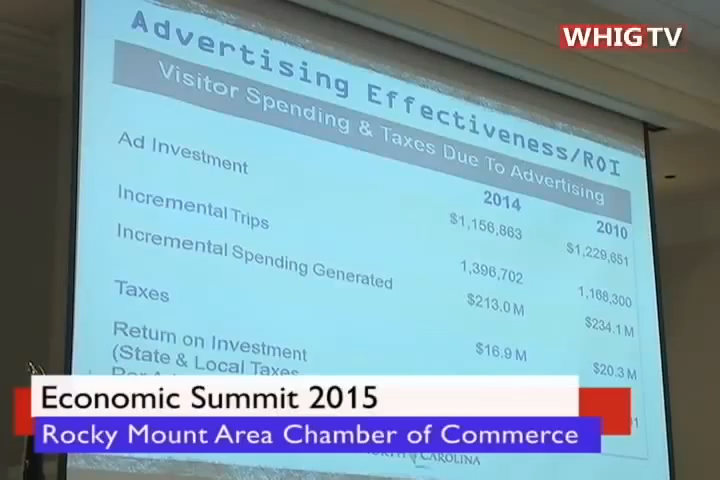 WHIG TV
Advertising Effectiveness/ROI
Visitor Spending & Taxes Due To Advertising
2014 2010
Ad Investment $1,156,863 $1,229,651
Incremental Trips 1,396,702 1,168,300
Incremental Spending Generated $213.0 M $234.1 M
Taxes $16.9 M $20.3 M
Return on Investment
(State & Local Taxes
Economic Summit 2015
Rocky Mount Area Chamber of Commerce
CAROLINA